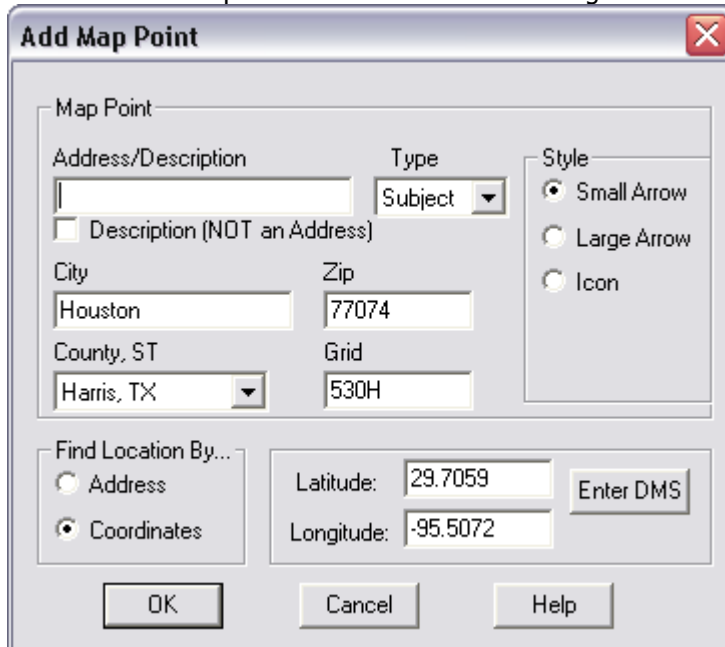 Add Map Point
Map Point
Address/Description
Type
Style
Subject
Small Arrow
Description (NOT an Address)
Large Arrow
City
Zip
Icon
Houston
77074
County, ST
Grid
Harris, TX
530H
Find Location By...
Address
Latitude:
29.7059
Enter DMS
Coordinates
Longitude:
-95.5072
OK
Cancel
Help